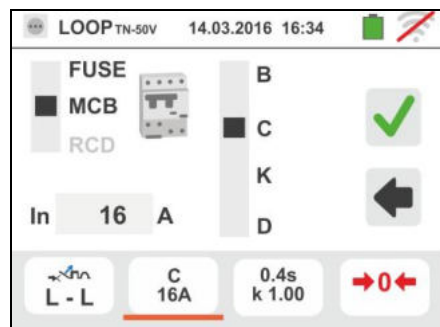 LOOP TN-50V 14.03.2016 16:34
FUSE
MCB
RCD
B
C
K
D
In 16 A
L - L
C
16A
0.4s
k 1.00
➔0←